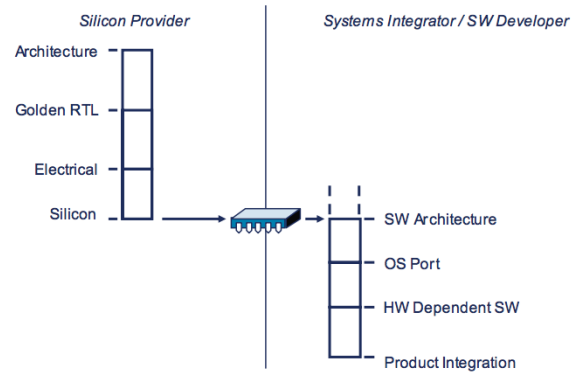 Silicon Provider
Systems Integrator / SW Developer
Architecture
Golden RTL
Electrical
Silicon
SW Architecture
OS Port
HW Dependent SW
Product Integration